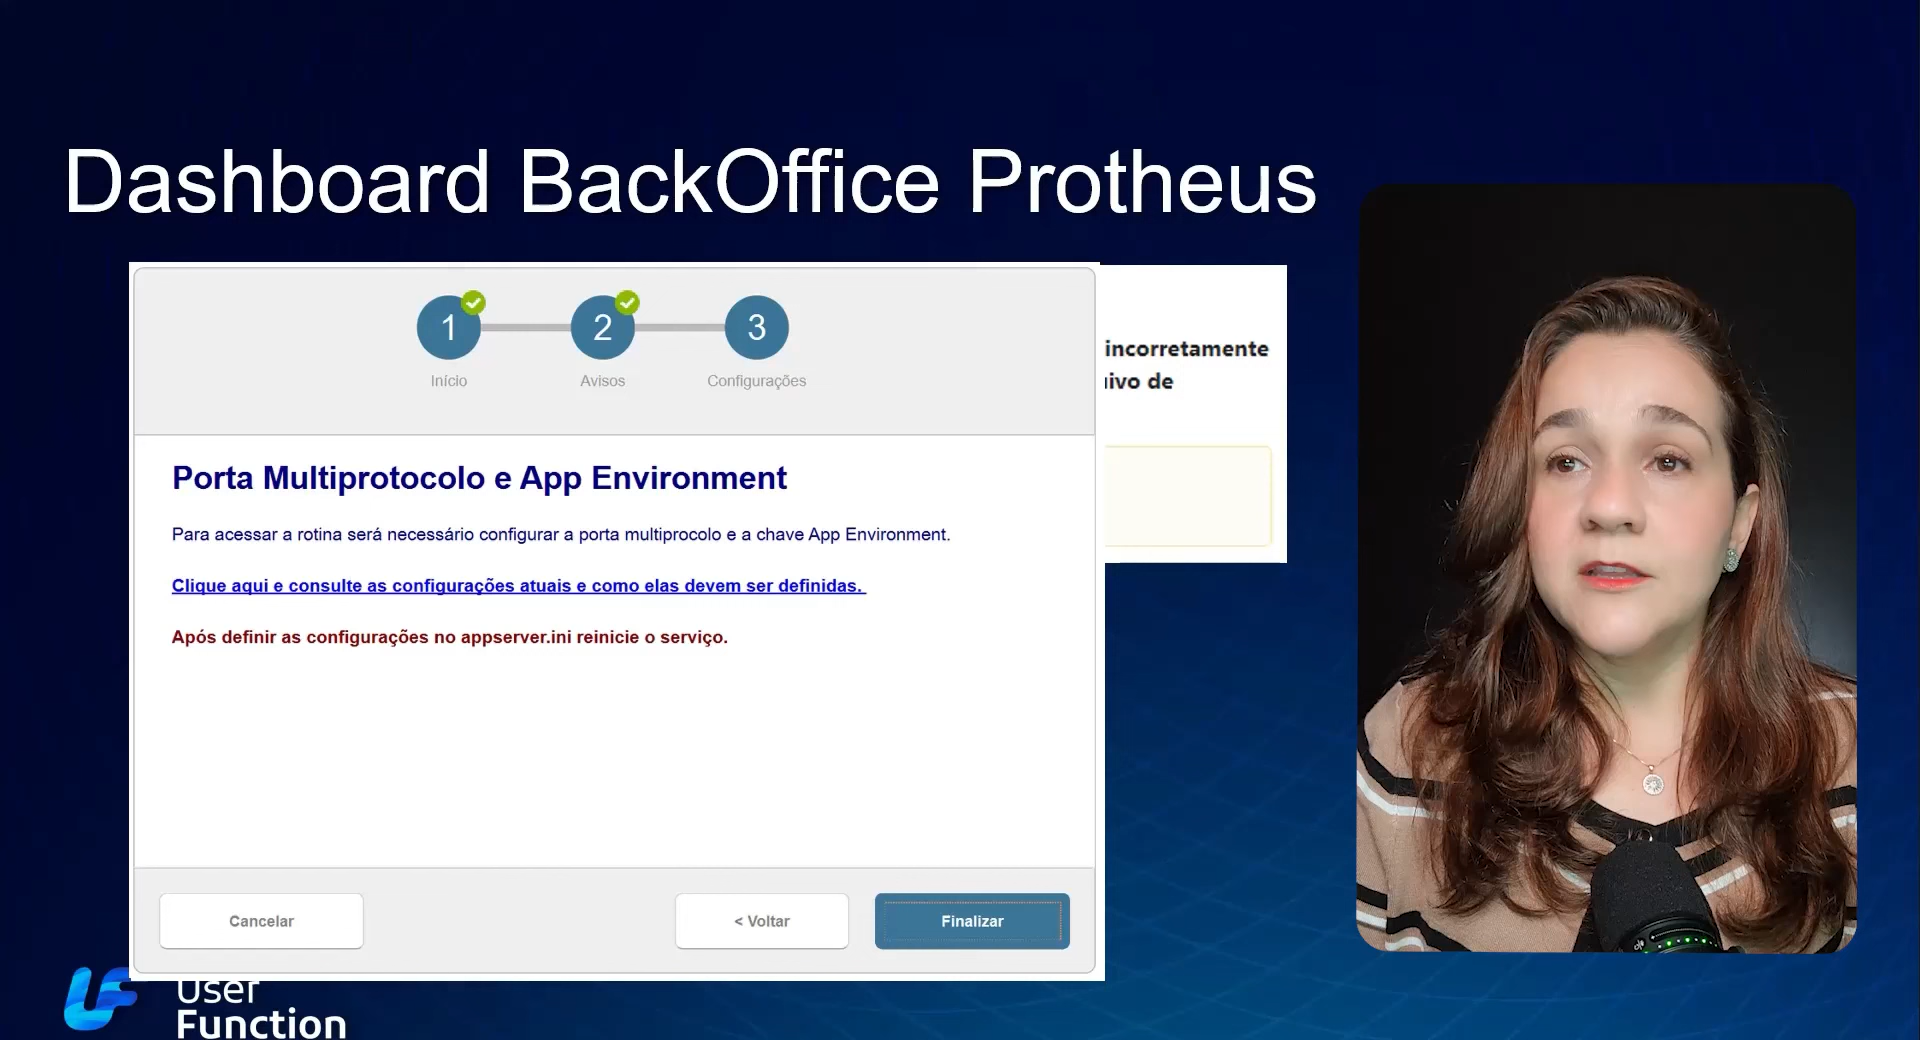 Dashboard BackOffice Protheus
1
2
3
Início
Avisos
Configurações
incorretamente
de
Porta Multiprotocolo e App Environment
Para acessar a rotina será necessário configurar a porta multiprocolo e a chave App Environment.
Clique aqui e consulte as configurações atuais e como elas devem ser definidas.
Após definir as configurações no appserver.ini reinicie o serviço.
Cancelar
< Voltar
Finalizar
UF
User
Function